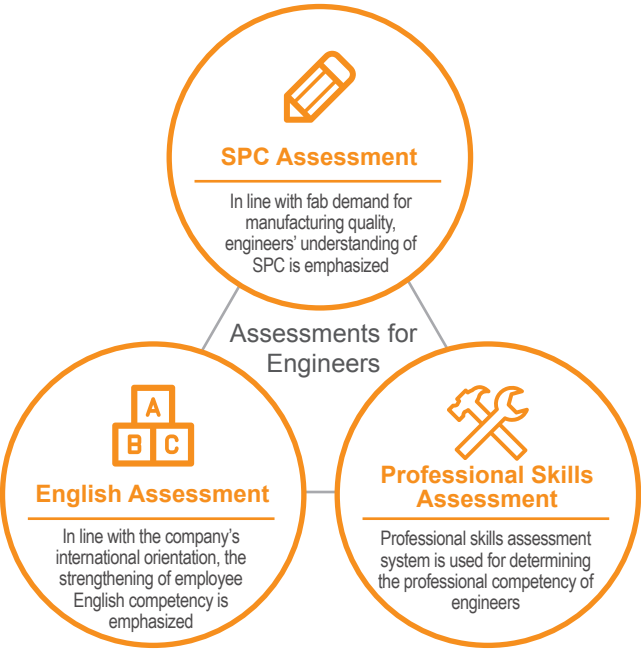 SPC Assessment
In line with fab demand for
manufacturing quality,
engineers’ understanding of
SPC is emphasized
Assessments for
Engineers
A
B C
English Assessment
In line with the company’s
international orientation, the
strengthening of employee
English competency is
emphasized
Professional Skills
Assessment
Professional skills assessment
system is used for determining
the professional competency of
engineers